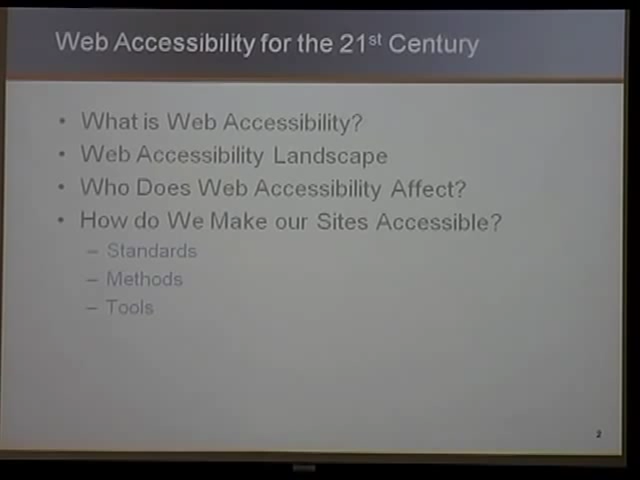 Web Accessibility for the 21st Century
• What is Web Accessibility?
• Web Accessibility Landscape
• Who Does Web Accessibility Affect?
• How do We Make our Sites Accessible?
– Standards
– Methods
– Tools
2